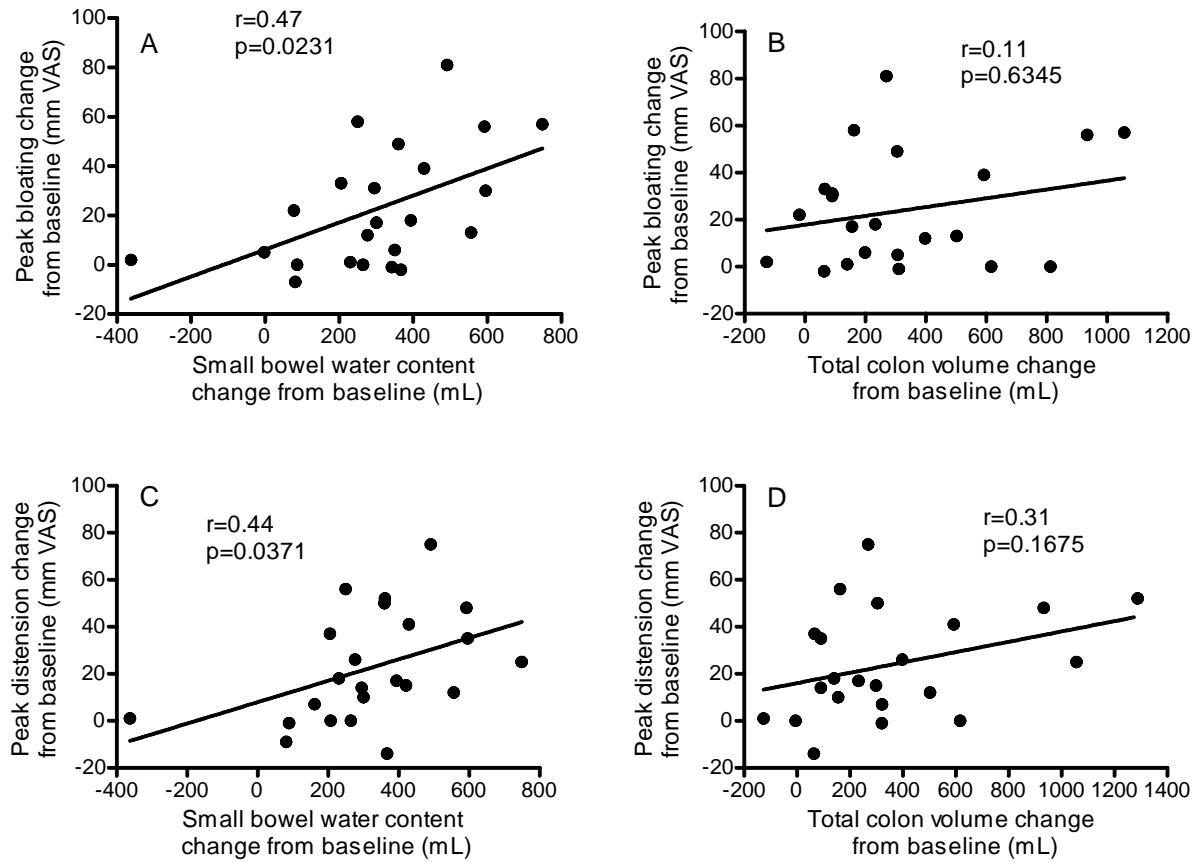 A
r=0.47
p=0.0231
Peak bloating change
from baseline (mm VAS)
100
80
60
40
20
0
-20
-400 -200 0 200 400 600 800
Small bowel water content
change from baseline (mL)
B
r=0.11
p=0.6345
Peak bloating change
from baseline (mm VAS)
100
80
60
40
20
0
-20
-200 0 200 400 600 800 1000 1200
Total colon volume change
from baseline (mL)
C
r=0.44
p=0.0371
Peak distension change
from baseline (mm VAS)
100
80
60
40
20
0
-20
-400 -200 0 200 400 600 800
Small bowel water content
change from baseline (mL)
D
r=0.31
p=0.1675
Peak distension change
from baseline (mm VAS)
100
80
60
40
20
0
-20
-200 0 200 400 600 800 1000 1200 1400
Total colon volume change
from baseline (mL)